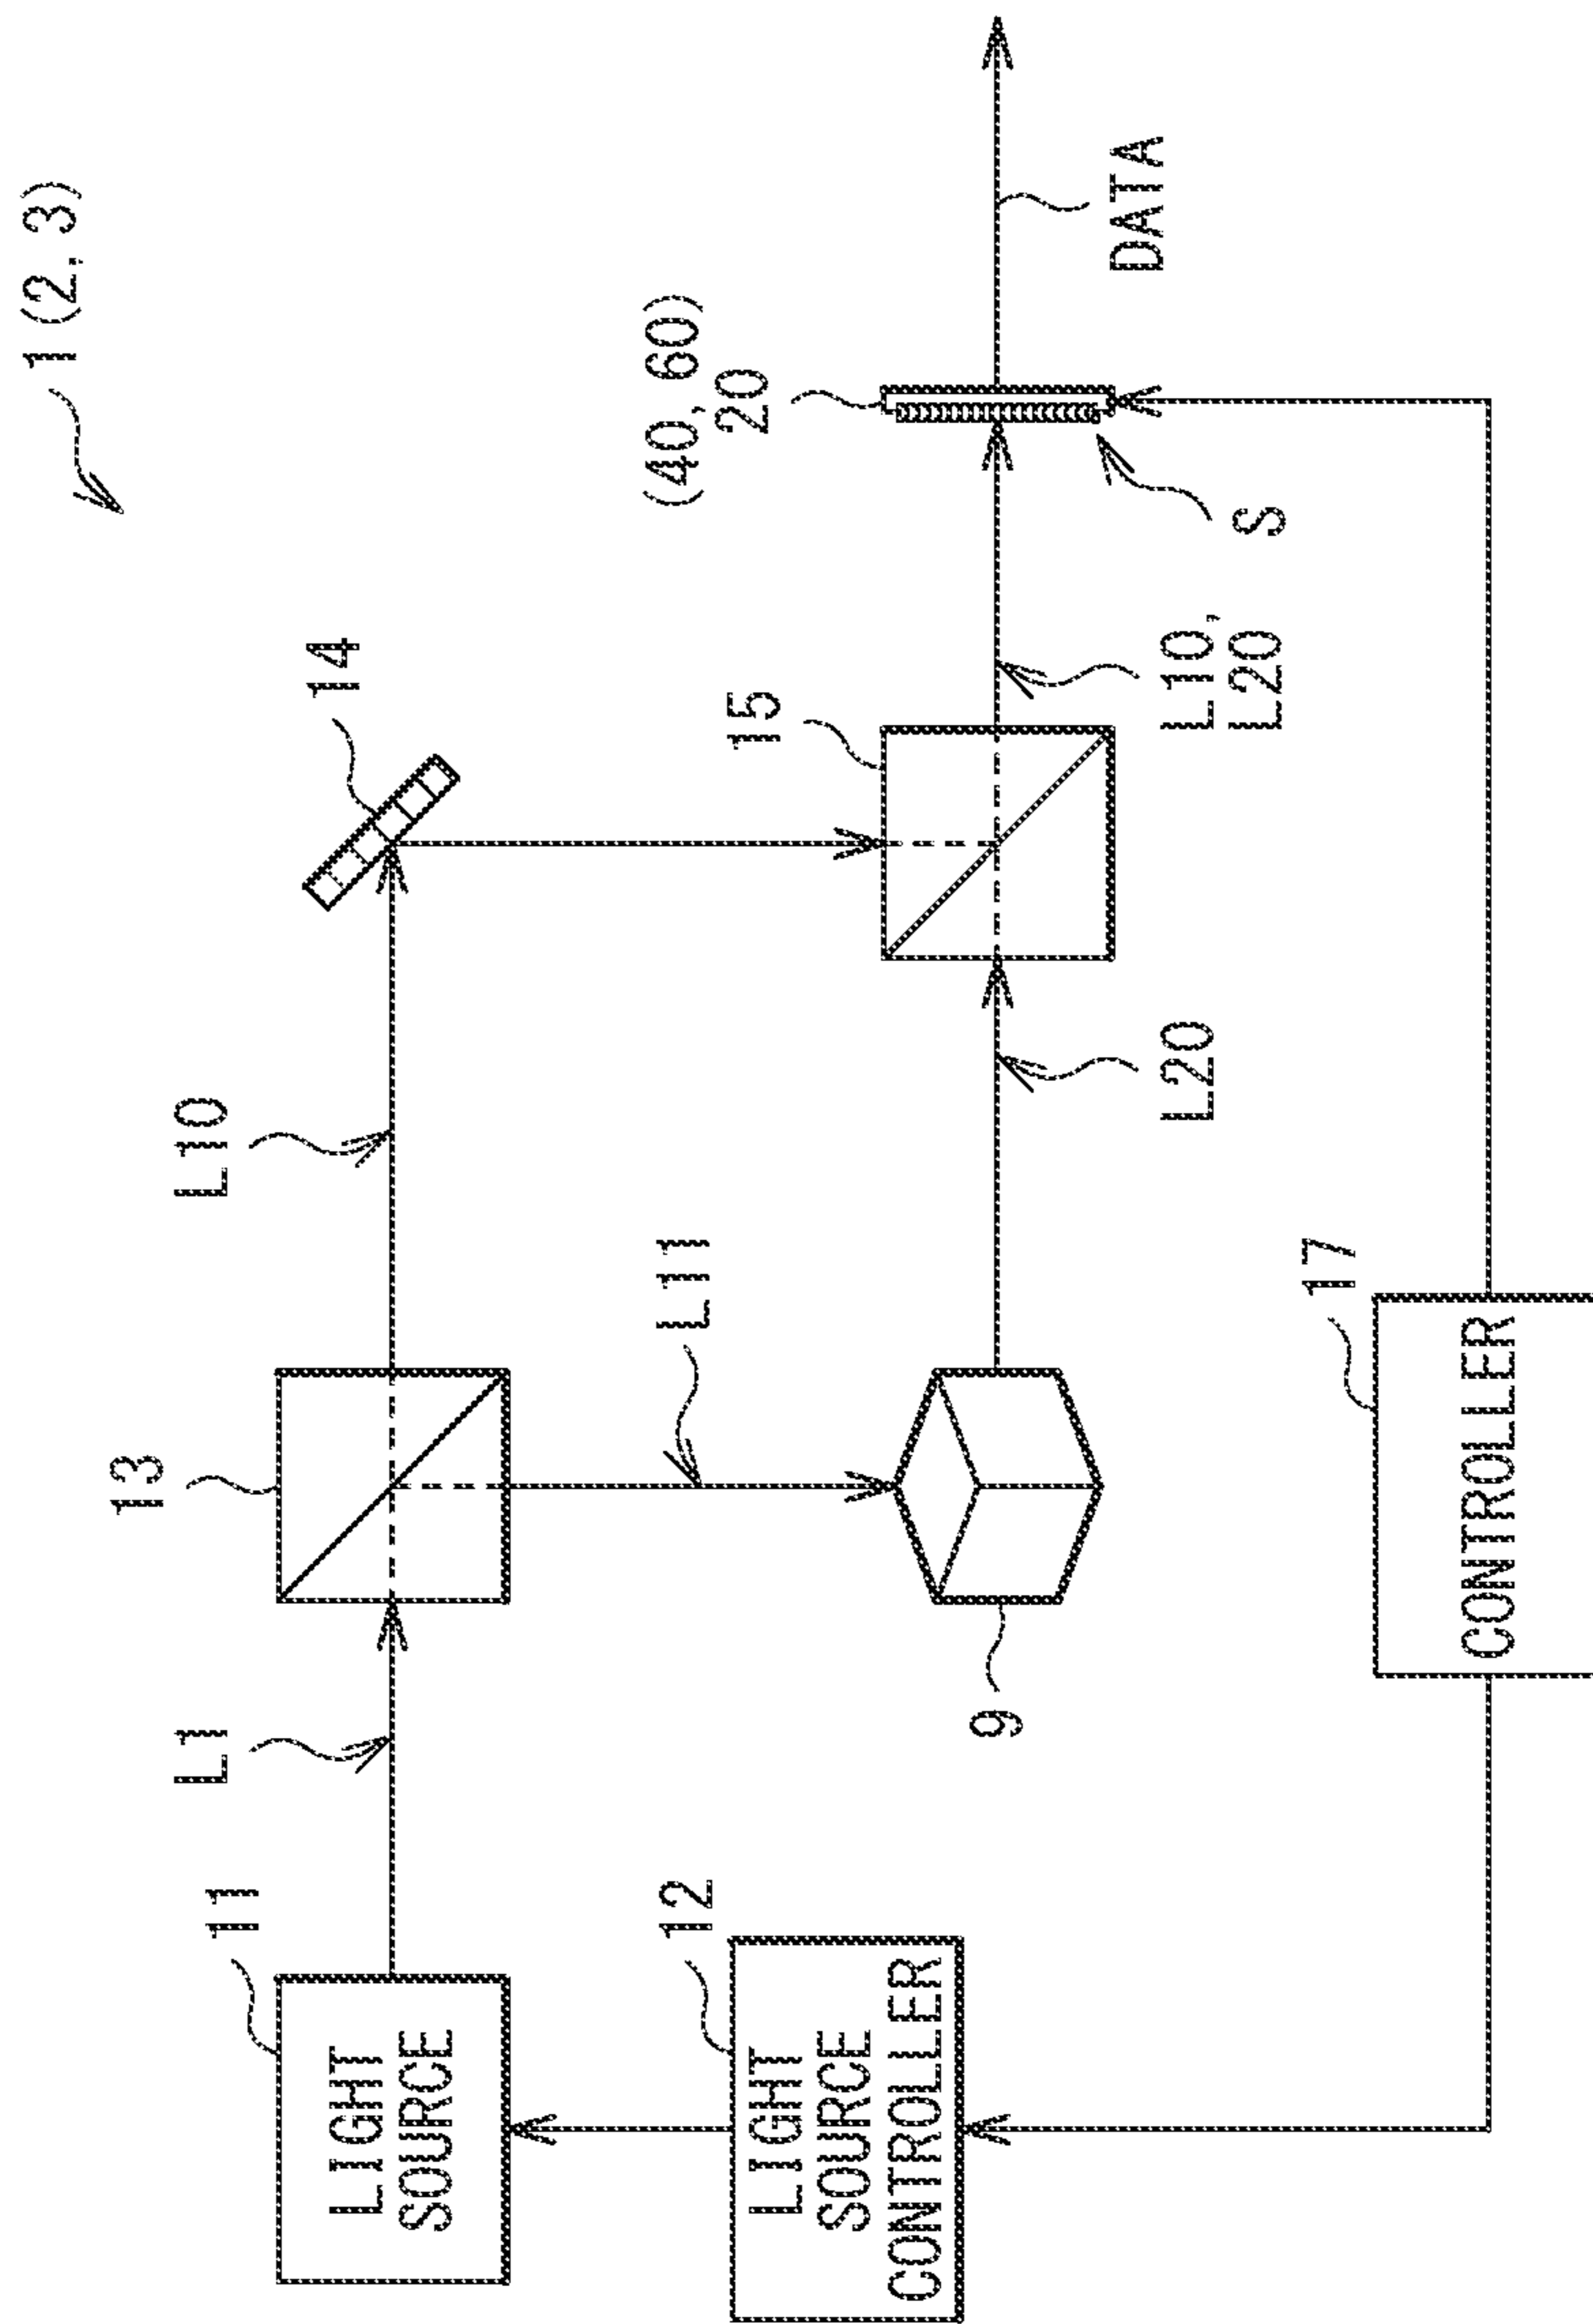 1(2, 3)
11
LIGHT
SOURCE
L1
13
L10
14
12
LIGHT
SOURCE
CONTROLLER
L11
15
(40, 60)
20
9
L20
L10,
L20
S
DATA
17
CONTROLLER